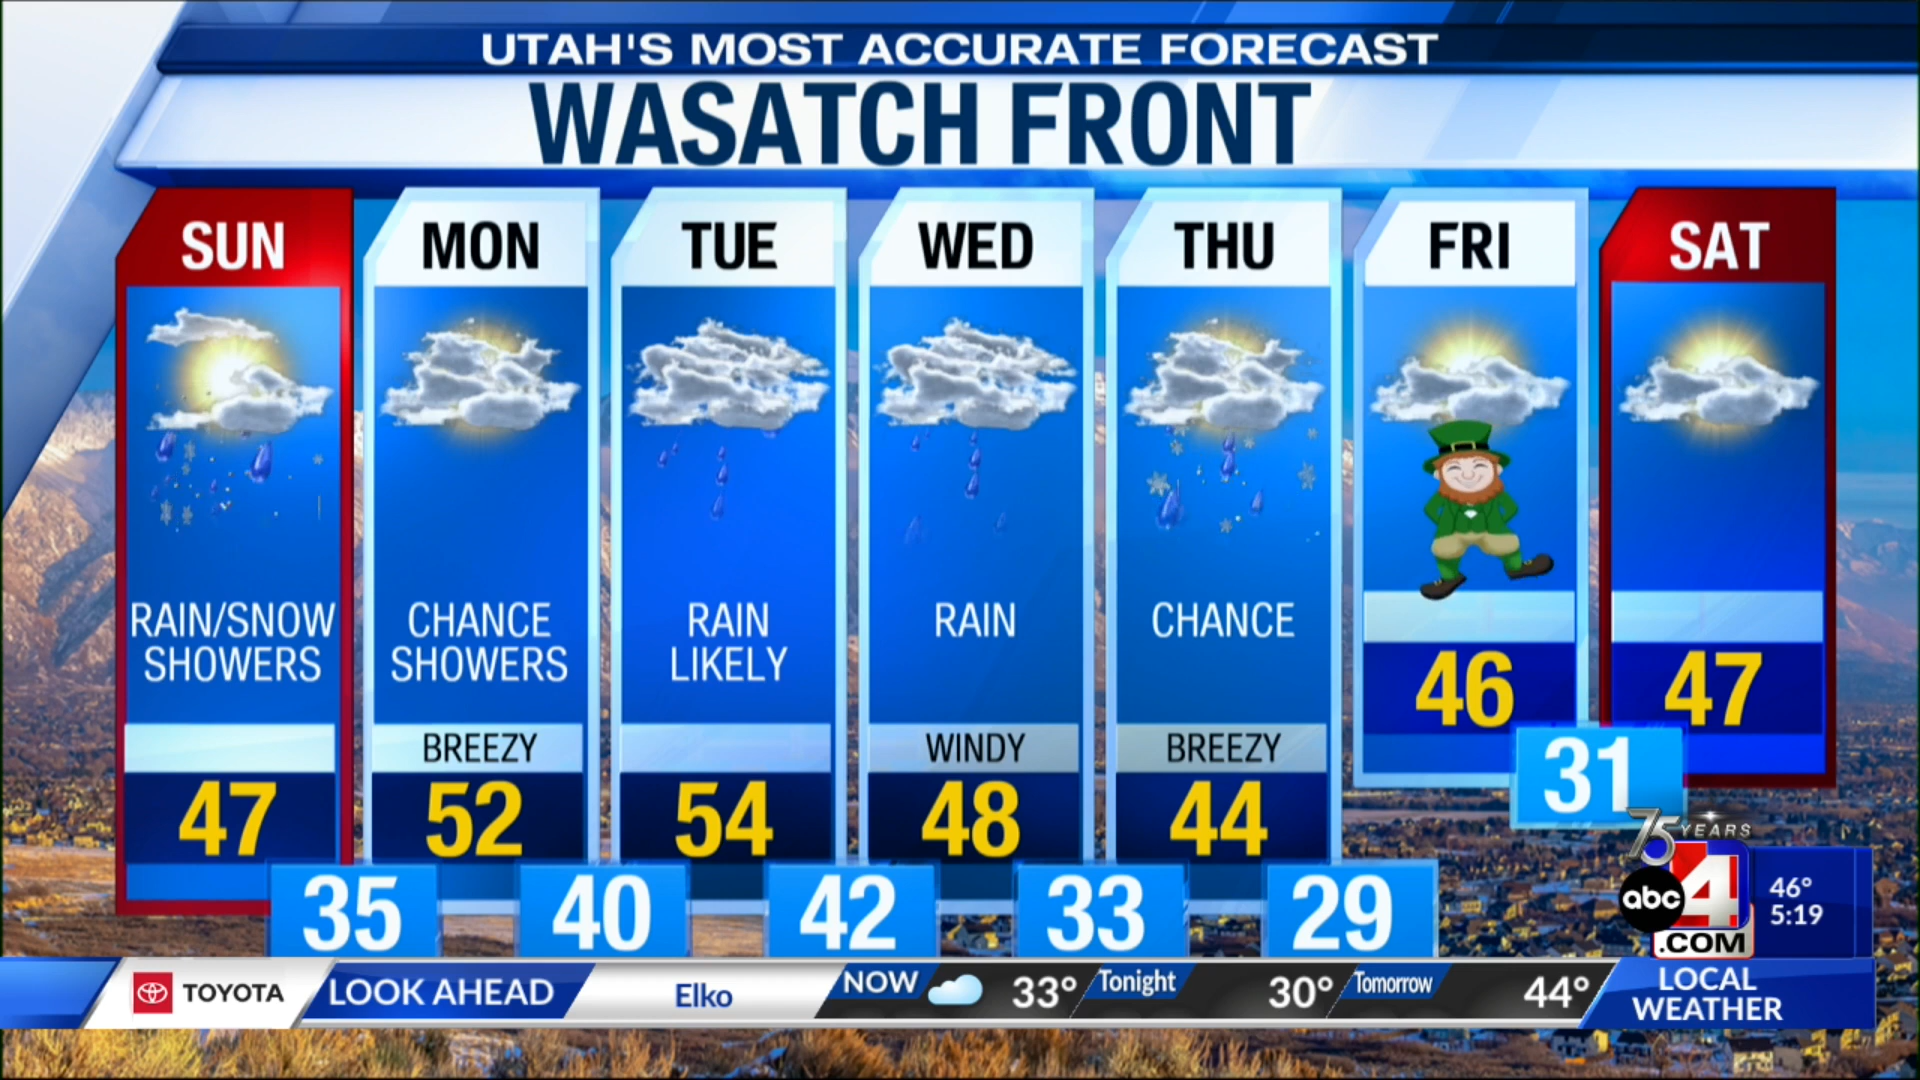 UTAH'S MOST ACCURATE FORECAST
WASATCH FRONT
SUN
RAIN/SNOW
SHOWERS
47
35
MON
CHANCE
SHOWERS
BREEZY
52
40
TUE
RAIN
LIKELY
54
42
WED
RAIN
WINDY
48
33
THU
CHANCE
BREEZY
44
29
FRI
46
31
SAT
47
75 YEARS
abc 4
.COM
46°
5:19
TOYOTA
LOOK AHEAD
Elko
NOW 33°
Tonight 30°
Tomorrow 44°
LOCAL
WEATHER